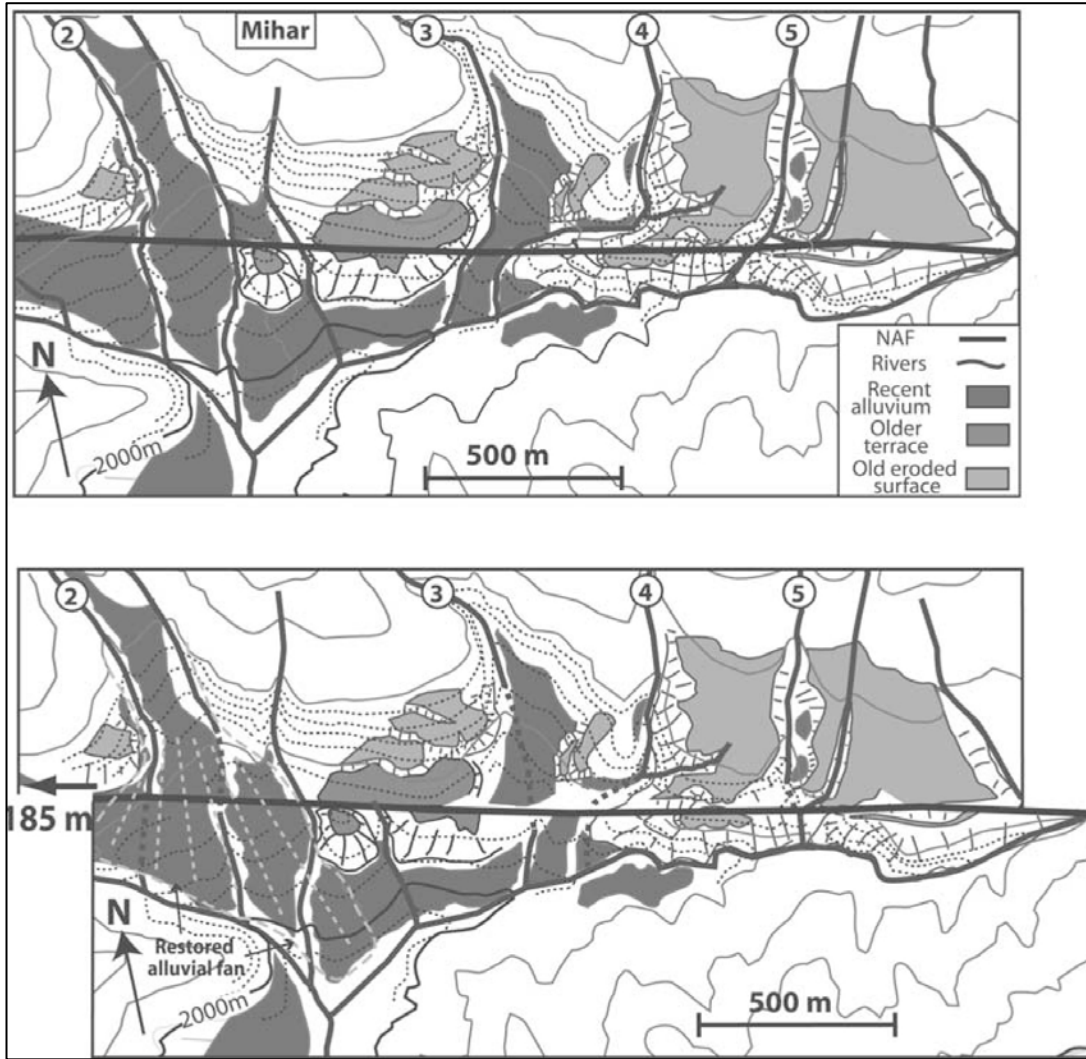 2
Mihar
3
4
5
N
2000m
500 m
NAF
Rivers
Recent
alluvium
Older
terrace
Old eroded
surface
2
3
4
5
185 m
N
Restored
alluvial fan
2000m
500 m